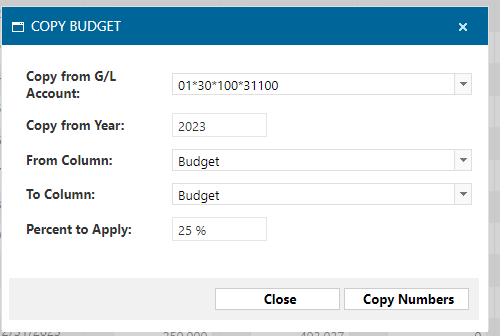 COPY BUDGET
Copy from G/L
Account:
01*30*100*31100
Copy from Year:
2023
From Column:
Budget
To Column:
Budget
Percent to Apply:
25 %
Close
Copy Numbers